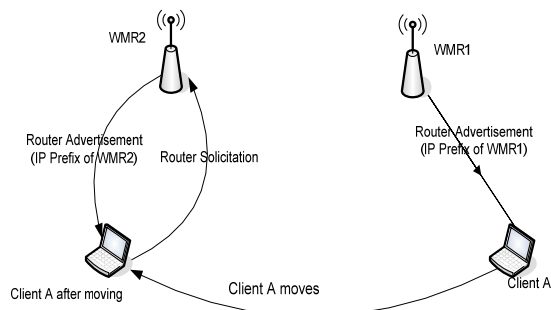 WMR2
WMR1
Router Advertisement
(IP Prefix of WMR2)
Router Solicitation
Router Advertisement
(IP Prefix of WMR1)
Client A after moving
Client A moves
Client A